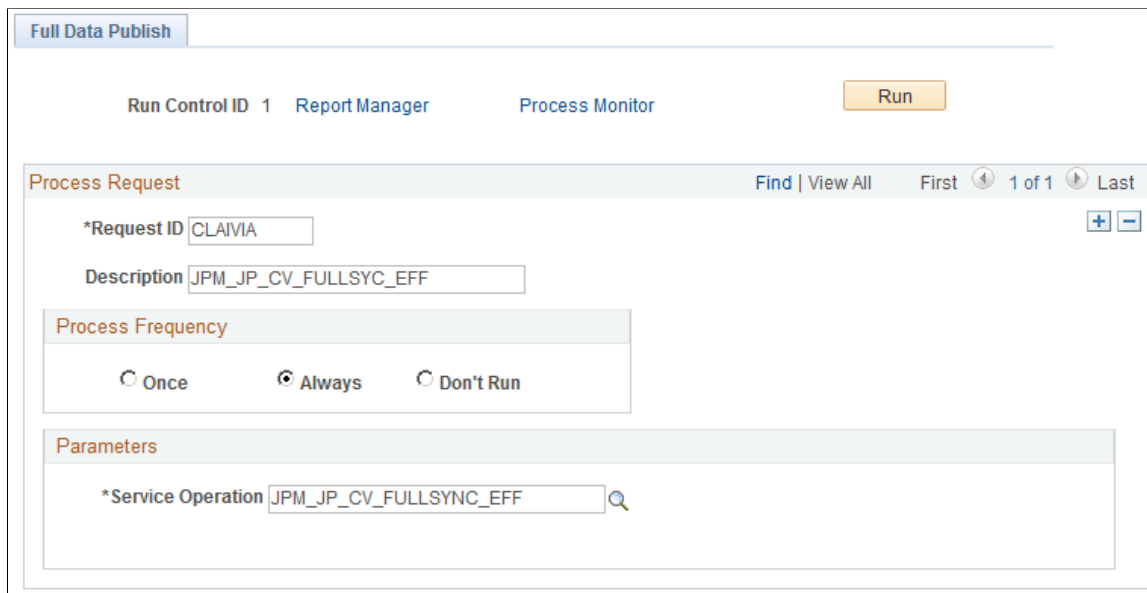 Full Data Publish
Run Control ID 1 Report Manager Process Monitor Run
Process Request Find | View All First 1 of 1 Last
*Request ID CLAIVIA
Description JPM_JP_CV_FULLSYC_EFF
Process Frequency
Once Always Don't Run
Parameters
*Service Operation JPM_JP_CV_FULLSYNC_EFF